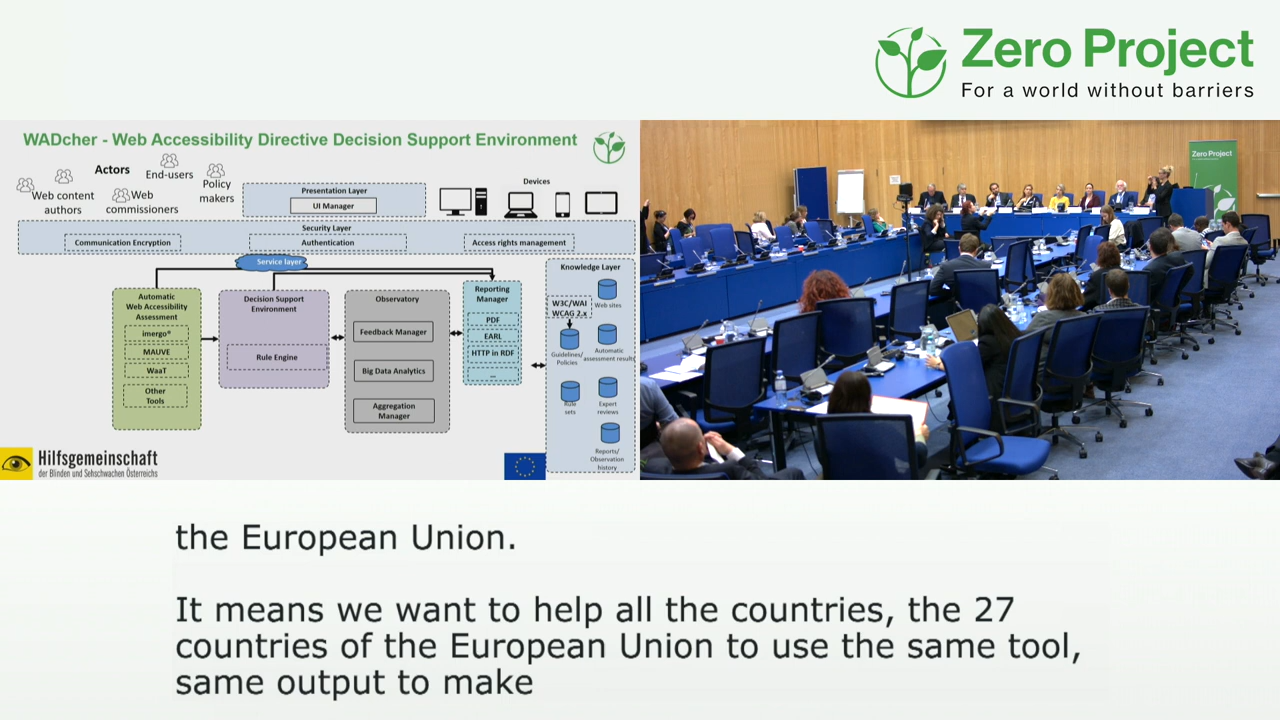 Zero Project
For a world without barriers
WADcher - Web Accessibility Directive Decision Support Environment
Actors
End-users
Web content
authors
Web
commissioners
Policy
makers
Presentation Layer
UI Manager
Devices
Security Layer
Communication Encryption
Authentication
Access rights management
Service layer
Automatic
Web Accessibility
Assessment
imergo®
MAUVE
WaaT
Other
Tools
Decision Support
Environment
Rule Engine
Observatory
Feedback Manager
Big Data Analytics
Aggregation
Manager
Reporting
Manager
PDF
EARL
HTTP in RDF
...
Knowledge Layer
W3C/WAI
WCAG 2.x
Web sites
Guidelines/
Policies
Automatic
assessment results
Rule
sets
Expert
reviews
Reports/
Observation
history
Hilfsgemeinschaft
der Blinden und Sehschwachen Österreichs
Zero Project
the European Union.
It means we want to help all the countries, the 27
countries of the European Union to use the same tool,
same output to make